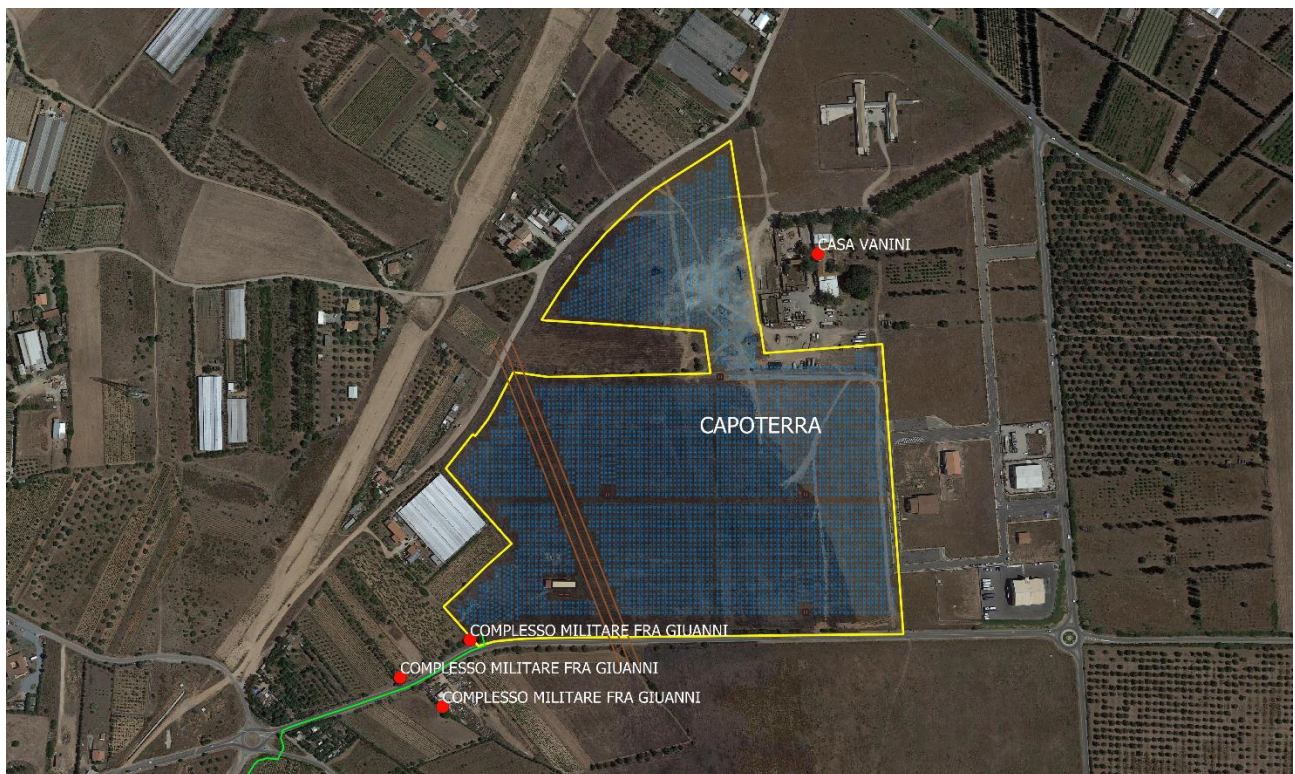 CASA VANINI
CAPOTERRA
COMPLESSO MILITARE FRA GIUANNI
COMPLESSO MILITARE FRA GIUANNI
COMPLESSO MILITARE FRA GIUANNI